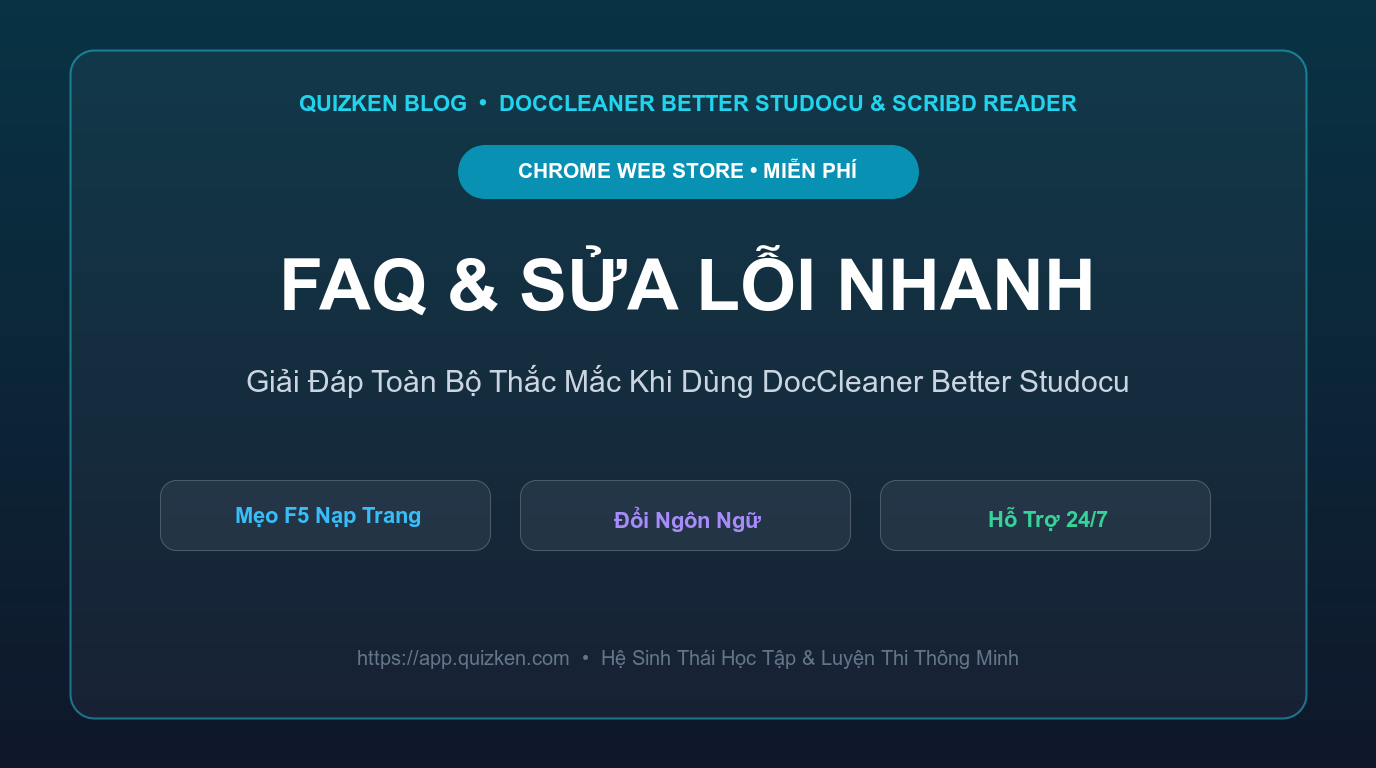 QUIZKEN BLOG • DOCCLEANER BETTER STUDOCU & SCRIBD READER
CHROME WEB STORE • MIỄN PHÍ
FAQ & SỬA LỖI NHANH
Giải Đáp Toàn Bộ Thắc Mắc Khi Dùng DocCleaner Better Studocu
Mẹo F5 Nạp Trang
Đổi Ngôn Ngữ
Hỗ Trợ 24/7
https://app.quizken.com • Hệ Sinh Thái Học Tập & Luyện Thi Thông Minh